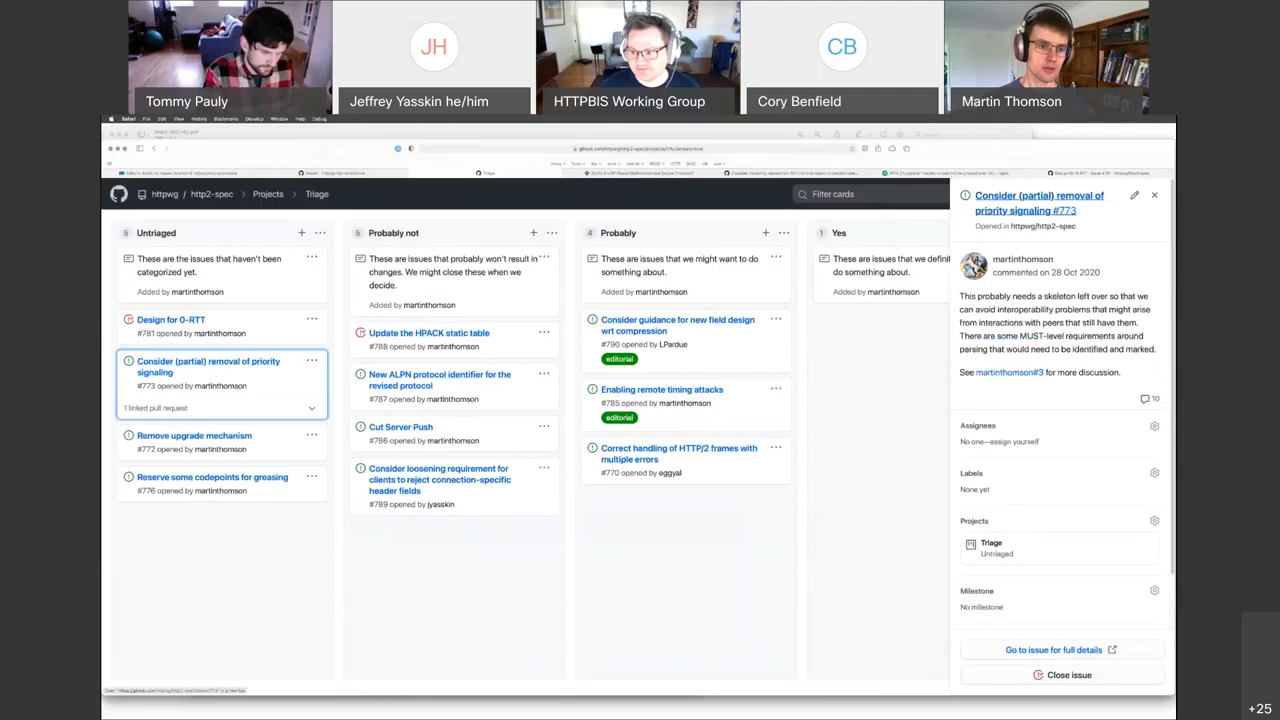 JH
CB
Tommy Pauly
Jeffrey Yasskin he/him
HTTPBIS Working Group
Cory Benfield
Martin Thomson
Safari File Edit View History Bookmarks Develop Window Help Debug
httpwg / http2-spec Projects Triage
Filter cards
5 Untriaged
These are the issues that haven't been
categorized yet.
Added by martinthomson
Design for 0-RTT
#781 opened by martinthomson
Consider (partial) removal of priority
signaling
#773 opened by martinthomson
1 linked pull request
Remove upgrade mechanism
#772 opened by martinthomson
Reserve some codepoints for greasing
#776 opened by martinthomson
5 Probably not
These are issues that probably won't result in
changes. We might close these when we
decide.
Added by martinthomson
Update the HPACK static table
#788 opened by martinthomson
New ALPN protocol identifier for the
revised protocol
#787 opened by martinthomson
Cut Server Push
#786 opened by martinthomson
Consider loosening requirement for
clients to reject connection-specific
header fields
#789 opened by jyasskin
4 Probably
These are issues that we might want to do
something about.
Added by martinthomson
Consider guidance for new field design
wrt compression
#790 opened by LPardue
editorial
Enabling remote timing attacks
#785 opened by martinthomson
editorial
Correct handling of HTTP/2 frames with
multiple errors
#770 opened by eggyal
1 Yes
These are issues that we definit
do something about.
Added by martinthomson
Consider (partial) removal of
priority signaling #773
Opened in httpwg/http2-spec
martinthomson
commented on 28 Oct 2020
This probably needs a skeleton left over so that we
can avoid interoperability problems that might arise
from interactions with peers that still have them.
There are some MUST-level requirements around
parsing that would need to be identified and marked.
See martinthomson#3 for more discussion.
10
Assignees
No one—assign yourself
Labels
None yet
Projects
Triage
Untriaged
Milestone
No milestone
Go to issue for full details
Close issue
+25